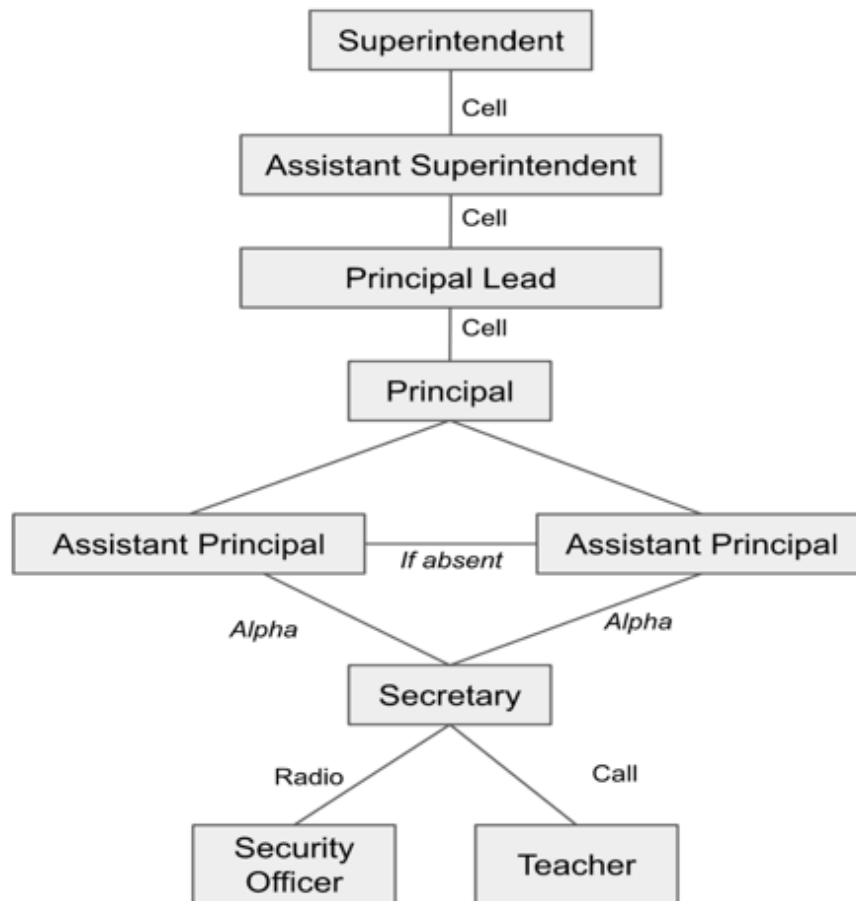 Superintendent
Cell
Assistant Superintendent
Cell
Principal Lead
Cell
Principal
Assistant Principal
If absent
Assistant Principal
Alpha
Alpha
Secretary
Radio
Call
Security
Officer
Teacher